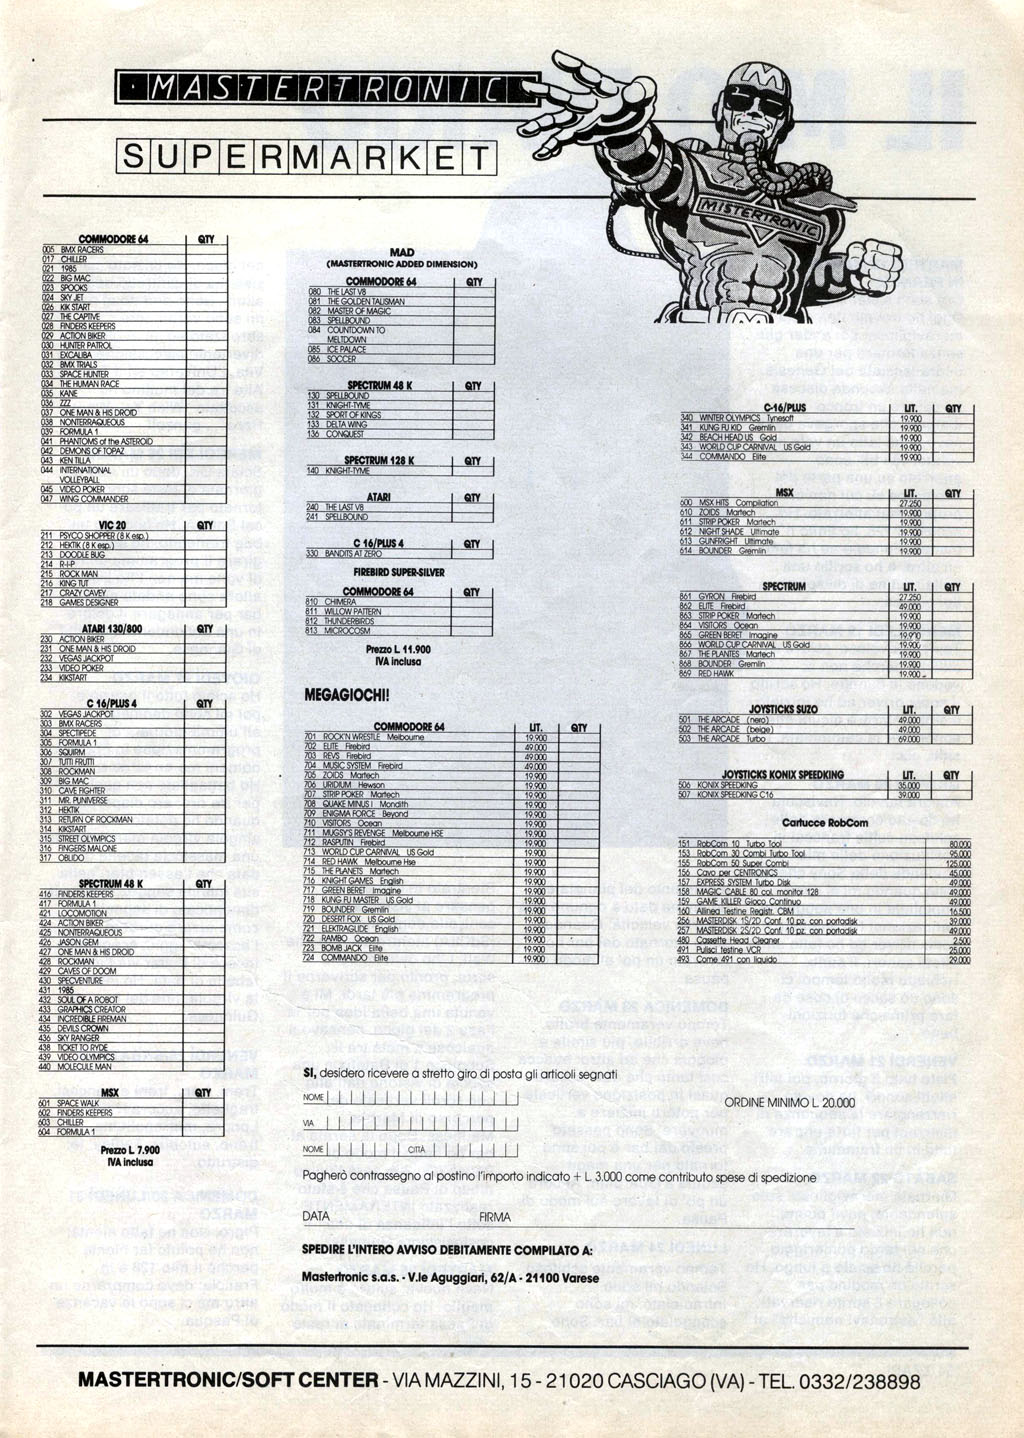 MASTERTRONIC
SUPERMARKET
MISTERTRONIC
COMMODORE 64 QTY
005 BMX RACERS
017 CHILLER
021 1985
022 BIG MAC
023 SPOOKS
024 SKY JET
026 KIK START
027 THE CAPTIVE
028 FINDERS KEEPERS
029 ACTION BIKER
030 HUNTER PATROL
031 EXCALIBA
032 BMX TRIALS
033 SPACE HUNTER
034 THE HUMAN RACE
035 KANE
036 ZZZ
037 ONE MAN & HIS DROID
038 NONTERRAQUEOUS
039 FORMULA 1
041 PHANTOMS of the ASTEROID
042 DEMONS OF TOPAZ
043 KEN TILLA
044 INTERNATIONAL
VOLLEYBALL
045 VIDEO POKER
047 WING COMMANDER
VIC 20 QTY
211 PSYCO SHOPPER (8 K esp.)
212 HEKTIK (8 K esp.)
213 DOODLE BUG
214 R-I-P
215 ROCK MAN
216 KING TUT
217 CRAZY CAVEY
218 GAMES DESIGNER
ATARI 130/800 QTY
230 ACTION BIKER
231 ONE MAN & HIS DROID
232 VEGAS JACKPOT
233 VIDEO POKER
234 KIKSTART
C 16/PLUS 4 QTY
302 VEGAS JACKPOT
303 BMX RACERS
304 SPECTIPEDE
305 FORMULA 1
306 SQUIRM
307 TUTTI FRUTTI
308 ROCKMAN
309 BIG MAC
310 CAVE FIGHTER
311 MR. PUNIVERSE
312 HEKTIK
313 RETURN OF ROCKMAN
314 KIKSTART
315 STREET OLYMPICS
316 FINGERS MALONE
317 OBLIDO
SPECTRUM 48 K QTY
416 FINDERS KEEPERS
417 FORMULA 1
421 LOCOMOTION
424 ACTION BIKER
425 NONTERRAQUEOUS
426 JASON GEM
427 ONE MAN & HIS DROID
428 ROCKMAN
429 CAVES OF DOOM
430 SPECVENTURE
431 1985
432 SOUL OF A ROBOT
433 GRAPHICS CREATOR
434 INCREDIBLE FIREMAN
435 DEVILS CROWN
436 SKY RANGER
438 TICKET TO RYDE
439 VIDEO OLYMPICS
440 MOLECULE MAN
MSX QTY
601 SPACE WALK
602 FINDERS KEEPERS
603 CHILLER
604 FORMULA 1
Prezzo L 7.900
IVA inclusa
MAD
(MASTERTRONIC ADDED DIMENSION)
COMMODORE 64 QTY
080 THE LAST V8
081 THE GOLDEN TALISMAN
082 MASTER OF MAGIC
083 SPELLBOUND
084 COUNTDOWN TO
MELTDOWN
085 ICE PALACE
086 SOCCER
SPECTRUM 48 K QTY
130 SPELLBOUND
131 KNIGHT-TYME
132 SPORT OF KINGS
133 DELTA WING
136 CONQUEST
SPECTRUM 128 K QTY
140 KNIGHT-TYME
ATARI QTY
240 THE LAST V8
241 SPELLBOUND
C 16/PLUS 4 QTY
330 BANDITS AT ZERO
FIREBIRD SUPER-SILVER
COMMODORE 64 QTY
810 CHIMERA
811 WILLOW PATTERN
812 THUNDERBIRDS
813 MICROCOSM
Prezzo L 11.900
IVA inclusa
MEGAGIOCHI!
COMMODORE 64 LIT. QTY
701 ROCK'N WRESTLE Melbourne 19.900
702 ELITE Firebird 49.000
703 REVS Firebird 49.000
704 MUSIC SYSTEM Firebird 49.000
705 ZOIDS Martech 19.900
706 URIDIUM Hewson 19.900
707 STRIP POKER Martech 19.900
708 QUAKE MINUS I Mondith 19.900
709 ENIGMA FORCE Beyond 19.900
710 VISITORS Ocean 19.900
711 MUGSY'S REVENGE Melbourne HSE 19.900
712 RASPUTIN Firebird 19.900
713 WORLD CUP CARNIVAL US Gold 19.900
714 RED HAWK Melbourne Hse 19.900
715 THE PLANETS Martech 19.900
716 KNIGHT GAMES English 19.900
717 GREEN BERET Imagine 19.900
718 KUNG FU MASTER US Gold 19.900
719 BOUNDER Gremlin 19.900
720 DESERT FOX US Gold 19.900
721 ELEKTRAGLIDE English 19.900
722 RAMBO Ocean 19.900
723 BOMB JACK Elite 19.900
724 COMMANDO Elite 19.900
C-16/PLUS LIT. QTY
340 WINTER OLYMPICS Tynesoft 19.900
341 KUNG FU KID Gremlin 19.900
342 BEACH HEAD US Gold 19.900
343 WORLD CUP CARNIVAL US Gold 19.900
344 COMMANDO Elite 19.900
MSX LIT. QTY
600 MSX HITS Compilation 27.250
610 ZOIDS Martech 19.900
611 STRIP POKER Martech 19.900
612 NIGHT SHADE Ultimate 19.900
613 GUNFRIGHT Ultimate 19.900
614 BOUNDER Gremlin 19.900
SPECTRUM LIT. QTY
861 GYRON Firebird 27.250
862 ELITE Firebird 49.000
863 STRIP POKER Martech 19.900
864 VISITORS Ocean 19.900
865 GREEN BERET Imagine 19.900
866 WORLD CUP CARNIVAL US Gold 19.900
867 THE PLANTES Martech 19.900
868 BOUNDER Gremlin 19.900
869 RED HAWK 19.900
JOYSTICKS SUZO LIT. QTY
501 THE ARCADE (nero) 49.000
502 THE ARCADE (beige) 49.000
503 THE ARCADE Turbo 69.000
JOYSTICKS KONIX SPEEDKING LIT. QTY
506 KONIX SPEEDKING 35.000
507 KONIX SPEEDKING C16 39.000
Cartucce RobCom
151 RobCom 10 Turbo Tool 80.000
153 RobCom 30 Combi Turbo Tool 95.000
155 RobCom 50 Super Combi 125.000
156 Cavo per CENTRONICS 45.000
157 EXPRESS SYSTEM Turbo Disk 49.000
158 MAGIC CABLE 80 col. monitor 128 49.000
159 GAME KILLER Gioco Continuo 49.000
160 Allinea Testine Registr. CBM 16.500
256 MASTERDISK 1S/2D Conf. 10 pz. con portadisk 39.000
257 MASTERDISK 2S/2D Conf. 10 pz. con portadisk 49.000
480 Cassette Head Cleaner 2.500
491 Pulisci testine VCR 25.000
493 Come 491 con liquido 29.000
SI, desidero ricevere a stretto giro di posta gli articoli segnati
NOME
ORDINE MINIMO L. 20.000
VIA
NOME CITTÀ
Pagherò contrassegno al postino l'importo indicato + L. 3.000 come contributo spese di spedizione
DATA FIRMA
SPEDIRE L'INTERO AVVISO DEBITAMENTE COMPILATO A:
Mastertronic s.a.s. - V.le Aguggiari, 62/A - 21100 Varese
MASTERTRONIC/SOFT CENTER - VIA MAZZINI, 15 - 21020 CASCIAGO (VA) - TEL. 0332/238898